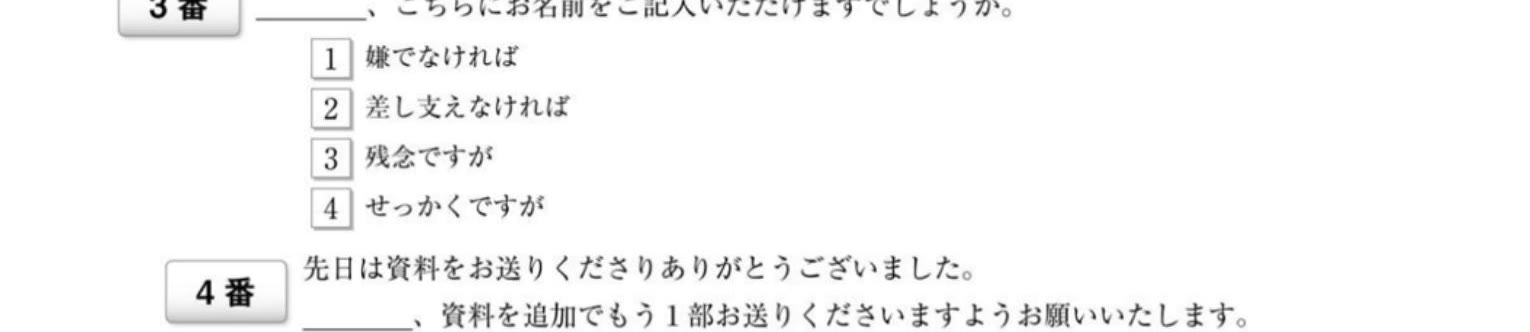 3番 ______、こちらにお名前をご記入いただけますでしょうか。
1 嫌でなければ
2 差し支えなければ
3 残念ですが
4 せっかくですが
先日は資料をお送りくださりありがとうございました。
4番 ______、資料を追加でもう1部お送りくださいますようお願いいたします。